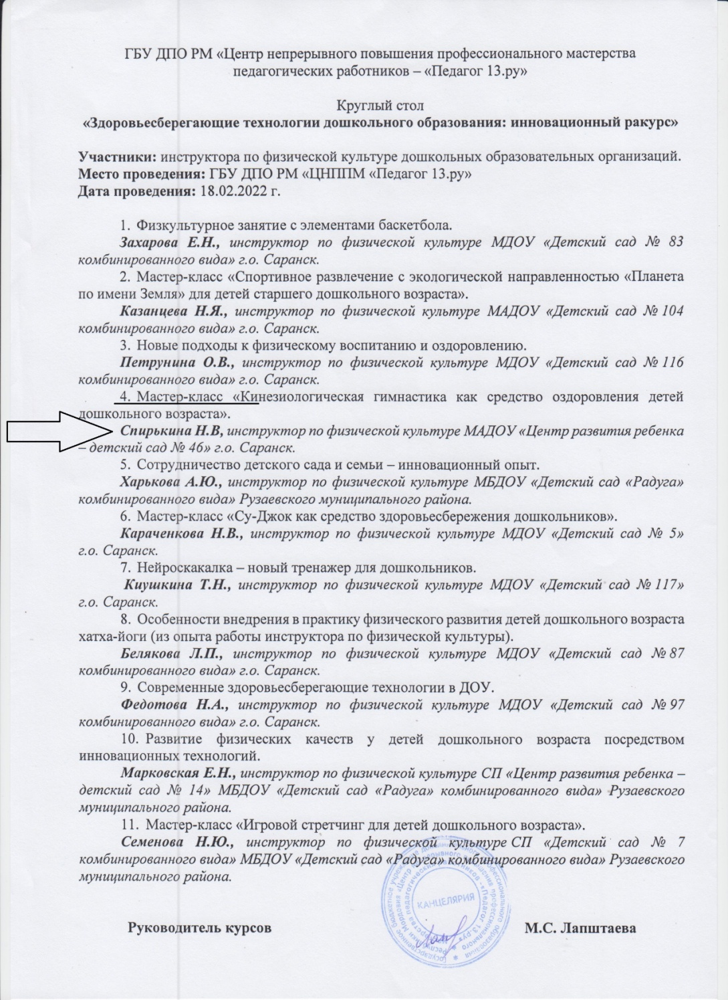 ГБУ ДПО РМ «Центр непрерывного повышения профессионального мастерства
педагогических работников – «Педагог 13.ру»
Круглый стол
«Здоровьесберегающие технологии дошкольного образования: инновационный ракурс»
Участники: инструктора по физической культуре дошкольных образовательных организаций.
Место проведения: ГБУ ДПО РМ «ЦНППМ «Педагог 13.ру»
Дата проведения: 18.02.2022 г.
1. Физкультурное занятие с элементами баскетбола.
Захарова Е.Н., инструктор по физической культуре МДОУ «Детский сад № 83
комбинированного вида» г.о. Саранск.
2. Мастер-класс «Спортивное развлечение с экологической направленностью «Планета
по имени Земля» для детей старшего дошкольного возраста».
Казанцева Н.Я., инструктор по физической культуре МАДОУ «Детский сад № 104
комбинированного вида» г.о. Саранск.
3. Новые подходы к физическому воспитанию и оздоровлению.
Петрунина О.В., инструктор по физической культуре МДОУ «Детский сад № 116
комбинированного вида» г.о. Саранск.
4. Мастер-класс «Кинезиологическая гимнастика как средство оздоровления детей
дошкольного возраста».
Спирькина Н.В, инструктор по физической культуре МАДОУ «Центр развития ребенка
– детский сад № 46» г.о. Саранск.
5. Сотрудничество детского сада и семьи – инновационный опыт.
Харькова А.Ю., инструктор по физической культуре МБДОУ «Детский сад «Радуга»
комбинированного вида» Рузаевского муниципального района.
6. Мастер-класс «Су-Джок как средство здоровьесбережения дошкольников».
Караченкова Н.В., инструктор по физической культуре МДОУ «Детский сад № 5»
г.о. Саранск.
7. Нейроскакалка – новый тренажер для дошкольников.
Киушкина Т.Н., инструктор по физической культуре МДОУ «Детский сад № 117»
г.о. Саранск.
8. Особенности внедрения в практику физического развития детей дошкольного возраста
хатха-йоги (из опыта работы инструктора по физической культуры).
Белякова Л.П., инструктор по физической культуре МДОУ «Детский сад № 87
комбинированного вида» г.о. Саранск.
9. Современные здоровьесберегающие технологии в ДОУ.
Федотова Н.А., инструктор по физической культуре МДОУ «Детский сад № 97
комбинированного вида» г.о. Саранск.
10. Развитие физических качеств у детей дошкольного возраста посредством
инновационных технологий.
Марковская Е.Н., инструктор по физической культуре СП «Центр развития ребенка –
детский сад № 14» МБДОУ «Детский сад «Радуга» комбинированного вида» Рузаевского
муниципального района.
11. Мастер-класс «Игровой стретчинг для детей дошкольного возраста».
Семенова Н.Ю., инструктор по физической культуре СП «Детский сад № 7
комбинированного вида» МБДОУ «Детский сад «Радуга» комбинированного вида» Рузаевского
муниципального района.
КАНЦЕЛЯРИЯ
Руководитель курсов М.С. Лапштаева